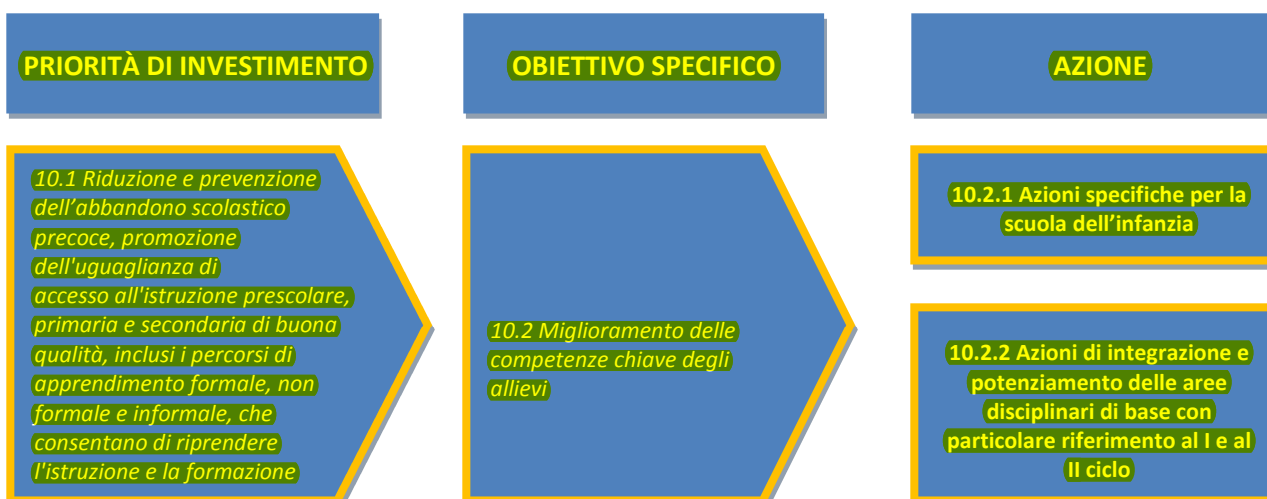 PRIORITÀ DI INVESTIMENTO
OBIETTIVO SPECIFICO
AZIONE
10.1 Riduzione e prevenzione
dell’abbandono scolastico
precoce, promozione
dell'uguaglianza di
accesso all'istruzione prescolare,
primaria e secondaria di buona
qualità, inclusi i percorsi di
apprendimento formale, non
formale e informale, che
consentano di riprendere
l'istruzione e la formazione
10.2 Miglioramento delle
competenze chiave degli
allievi
10.2.1 Azioni specifiche per la
scuola dell’infanzia
10.2.2 Azioni di integrazione e
potenziamento delle aree
disciplinari di base con
particolare riferimento al I e al
II ciclo